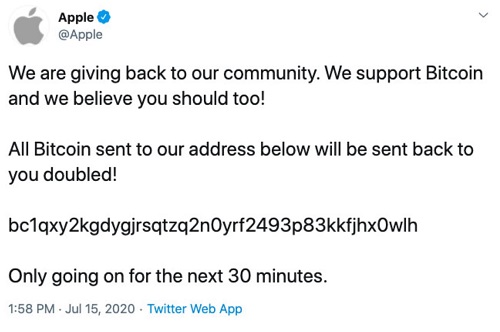 Apple
@Apple
We are giving back to our community. We support Bitcoin
and we believe you should too!
All Bitcoin sent to our address below will be sent back to
you doubled!
bc1qxy2kgdygjrsqtzq2n0yrf2493p83kkfjhx0wlh
Only going on for the next 30 minutes.
1:58 PM · Jul 15, 2020 · Twitter Web App